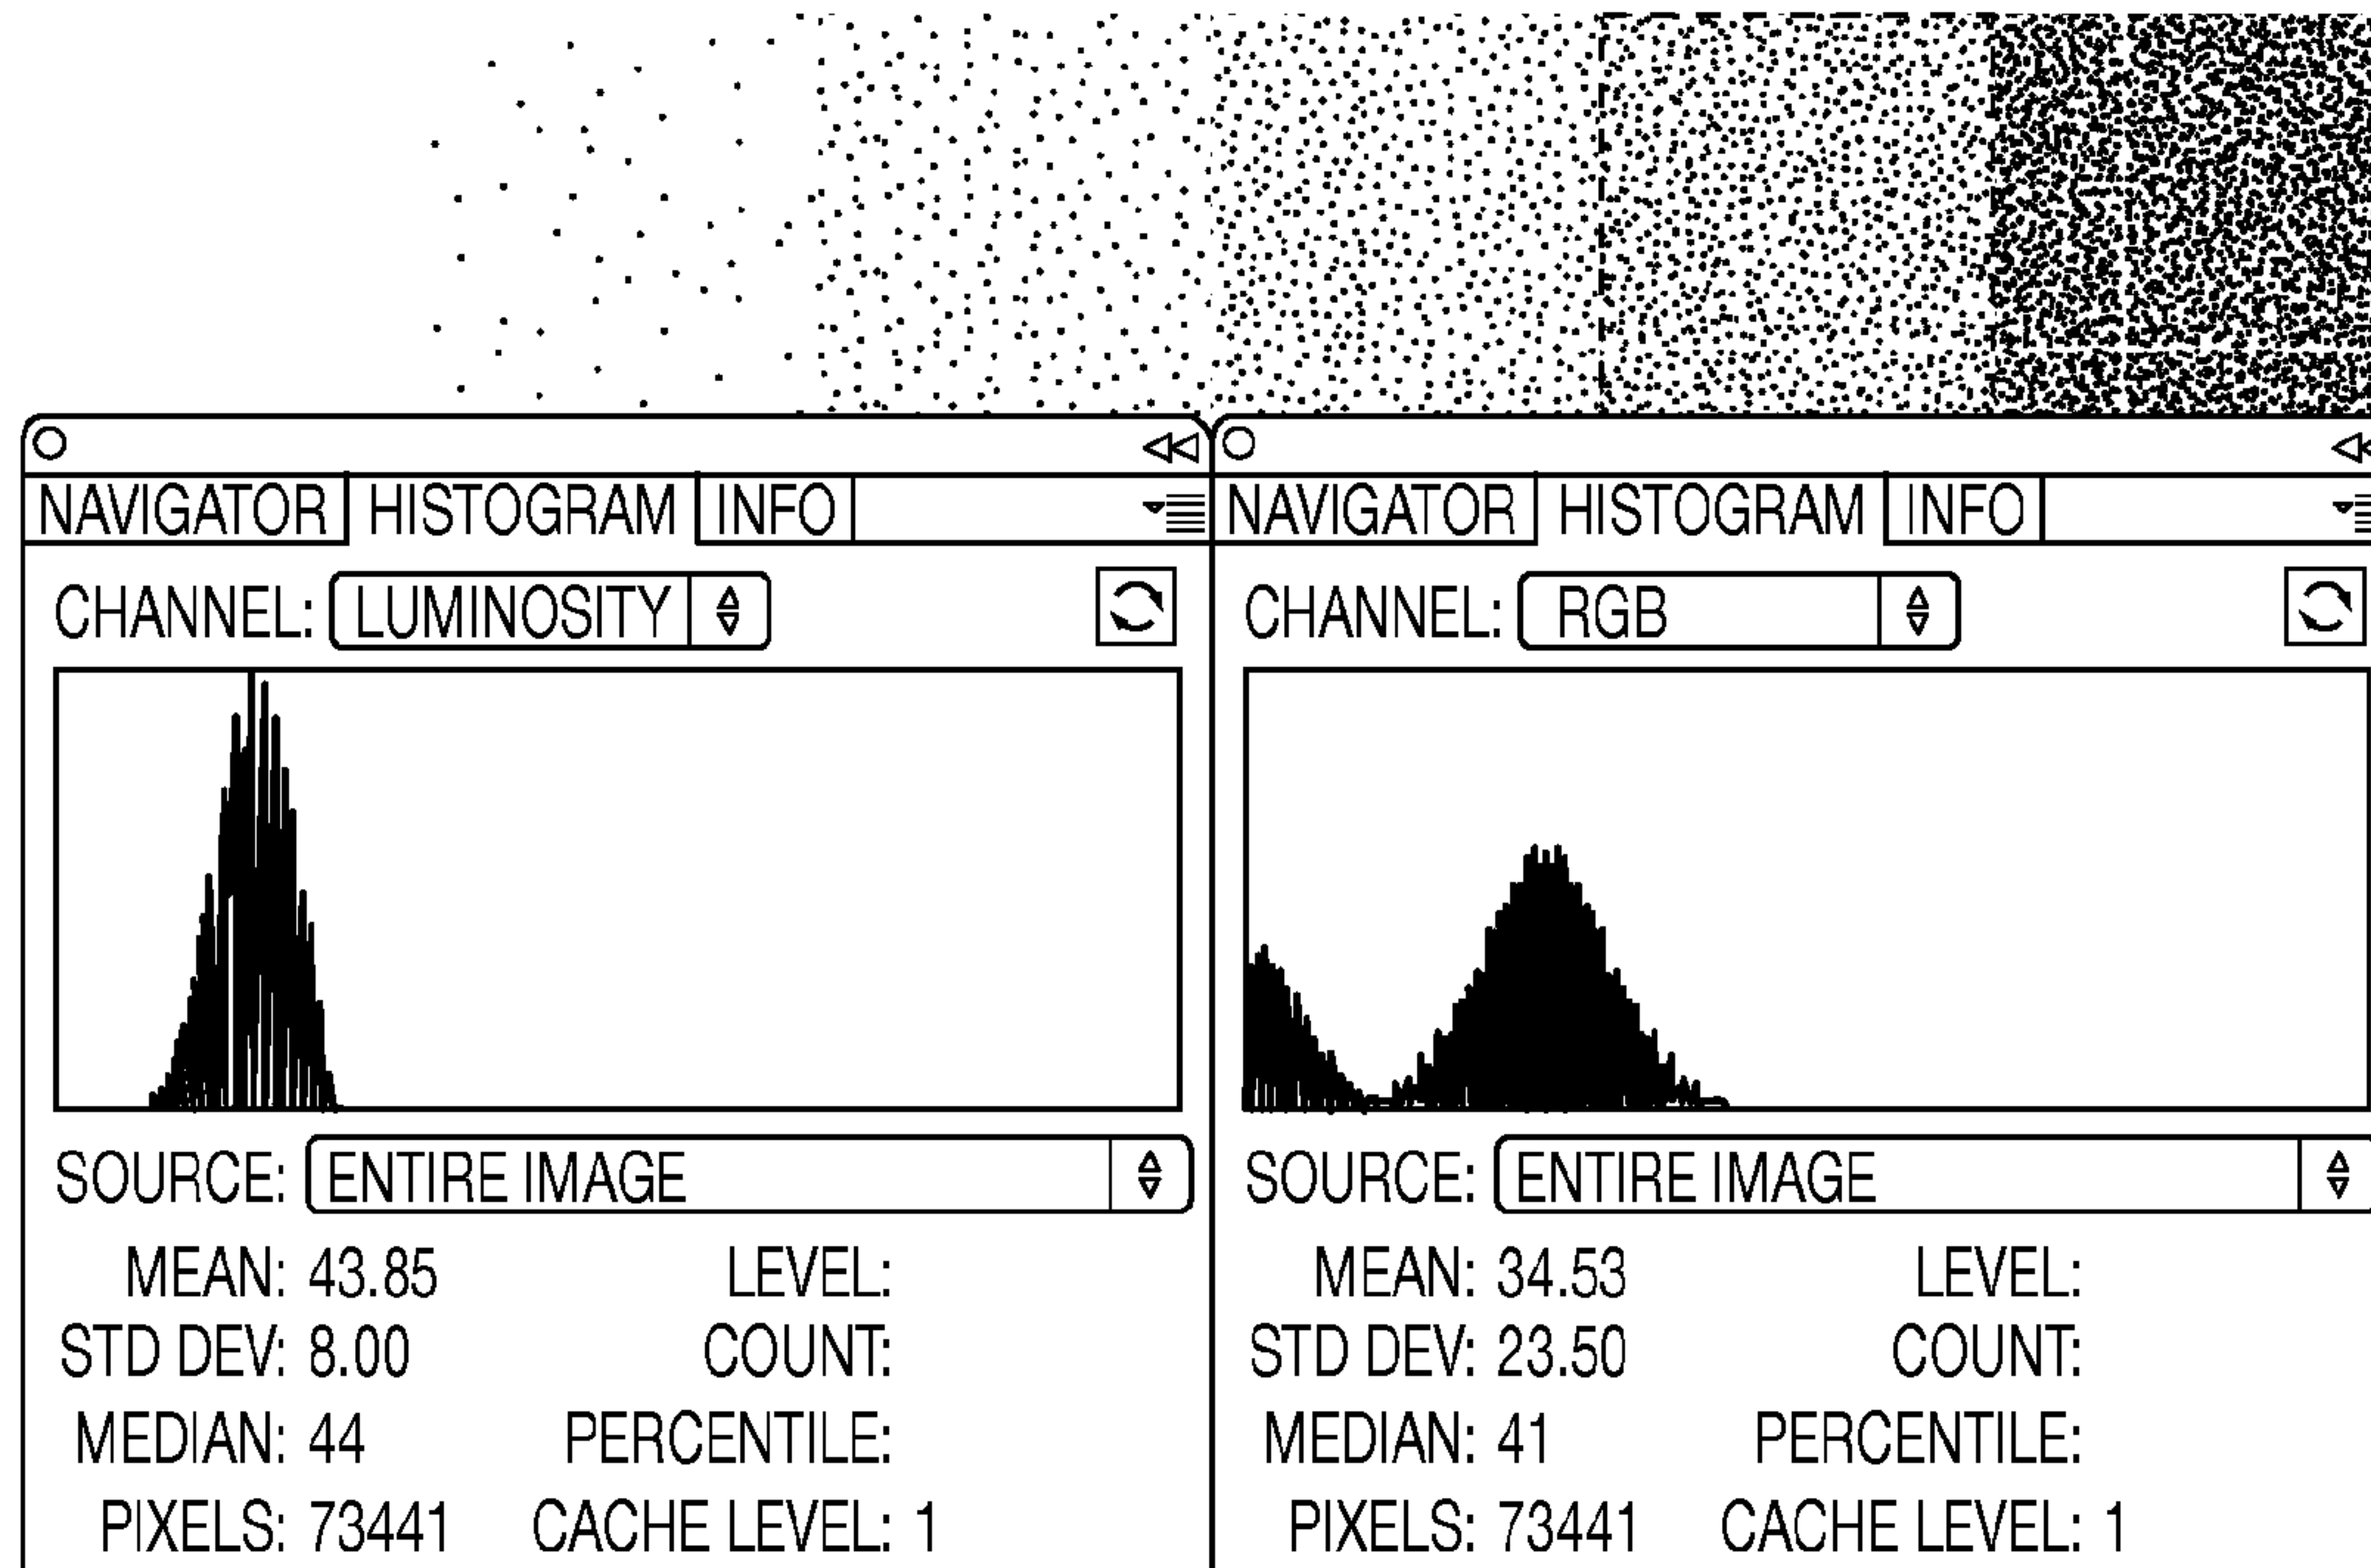 NAVIGATOR HISTOGRAM INFO
CHANNEL: LUMINOSITY
SOURCE: ENTIRE IMAGE
MEAN: 43.85 LEVEL:
STD DEV: 8.00 COUNT:
MEDIAN: 44 PERCENTILE:
PIXELS: 73441 CACHE LEVEL: 1
NAVIGATOR HISTOGRAM INFO
CHANNEL: RGB
SOURCE: ENTIRE IMAGE
MEAN: 34.53 LEVEL:
STD DEV: 23.50 COUNT:
MEDIAN: 41 PERCENTILE:
PIXELS: 73441 CACHE LEVEL: 1